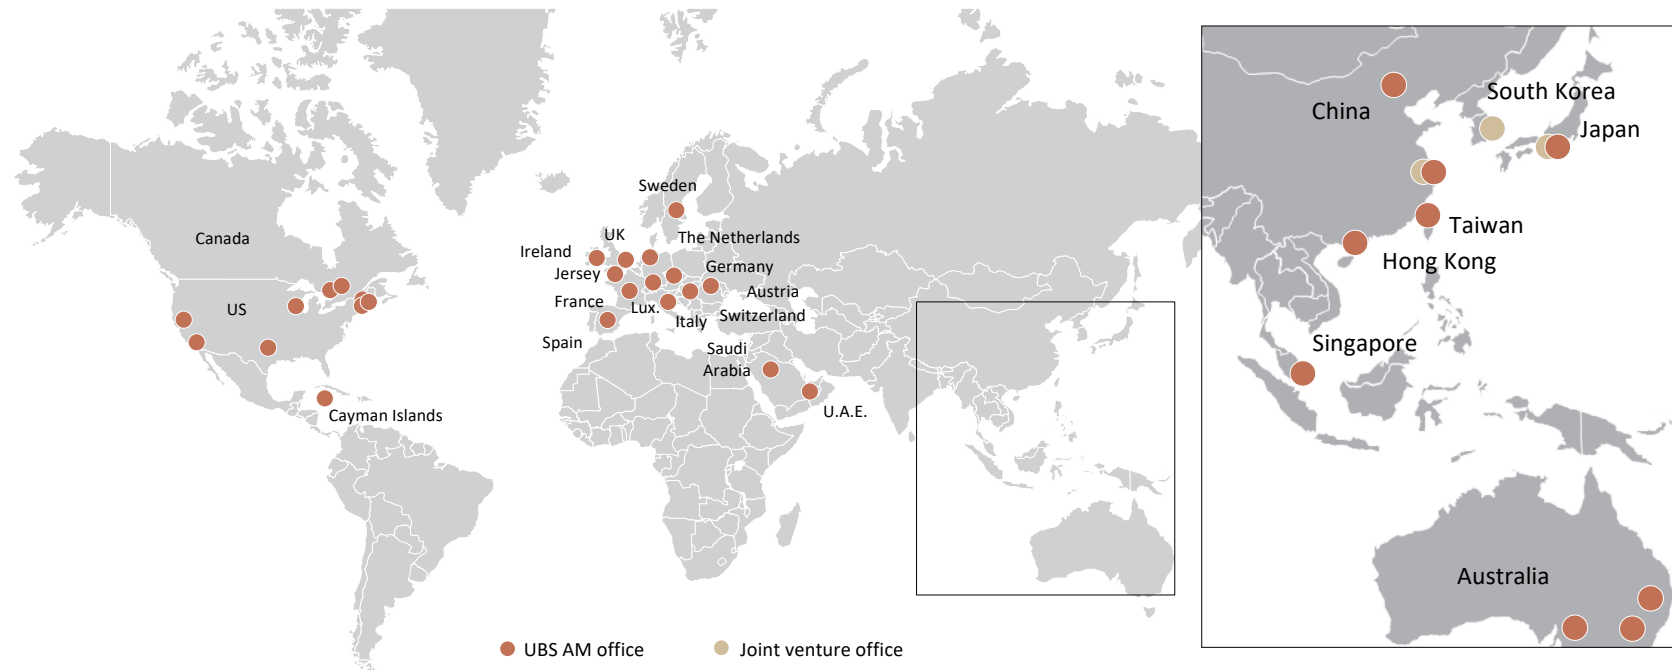 Canada
US
Cayman Islands
Sweden
UK
The Netherlands
Ireland
Jersey
Germany
France
Lux.
Austria
Italy
Switzerland
Spain
Saudi
Arabia
U.A.E.
China
South Korea
Japan
Taiwan
Hong Kong
Singapore
Australia
UBS AM office
Joint venture office